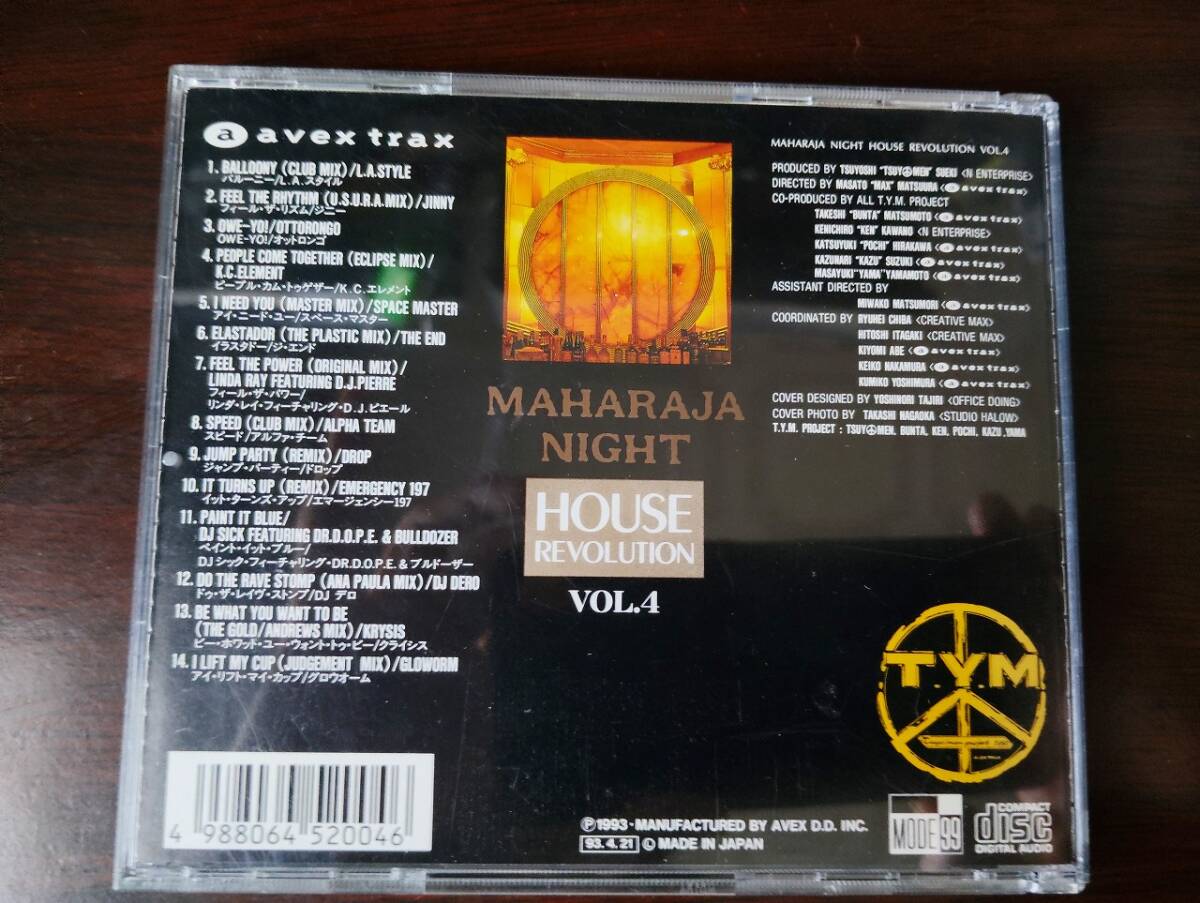 a avex trax
1. BALLOONY (CLUB MIX)/L.A.STYLE
バルーニー/L.A.スタイル
2. FEEL THE RHYTHM (U.S.U.R.A.MIX)/JINNY
フィール・ザ・リズム/ジニー
3. OWE-YO!/OTTORONGO
OWE-YO!/オットロンゴ
4. PEOPLE COME TOGETHER (ECLIPSE MIX)/
K.C.ELEMENT
ピープル・カム・トゥゲザー/K.C.エレメント
5. I NEED YOU (MASTER MIX)/SPACE MASTER
アイ・ニード・ユー/スペース・マスター
6. ELASTADOR (THE PLASTIC MIX)/THE END
イラスタドー/ジ・エンド
7. FEEL THE POWER (ORIGINAL MIX)/
LINDA RAY FEATURING D.J.PIERRE
フィール・ザ・パワー/
リンダ・レイ・フィーチャリング・D.J.ピエール
8. SPEED (CLUB MIX)/ALPHA TEAM
スピード/アルファ・チーム
9. JUMP PARTY (REMIX)/DROP
ジャンプ・パーティー/ドロップ
10. IT TURNS UP (REMIX)/EMERGENCY 197
イット・ターンズ・アップ/エマージェンシー197
11. PAINT IT BLUE/
DJ SICK FEATURING DR.D.O.P.E. & BULLDOZER
ペイント・イット・ブルー/
DJシック・フィーチャリング・DR.D.O.P.E.&ブルドーザー
12. DO THE RAVE STOMP (ANA PAULA MIX)/DJ DERO
ドゥ・ザ・レイヴ・ストンプ/DJ デロ
13. BE WHAT YOU WANT TO BE
(THE GOLD/ANDREWS MIX)/KRYSIS
ビー・ホワット・ユー・ウォント・トゥ・ビー/クライシス
14. I LIFT MY CUP (JUDGEMENT MIX)/GLOWORM
アイ・リフト・マイ・カップ/グロウオーム
4 988064 520046
MAHARAJA
NIGHT
HOUSE
REVOLUTION
VOL.4
MAHARAJA NIGHT HOUSE REVOLUTION VOL.4
PRODUCED BY TSUYOSHI "TSUY☮MEN" SUEKI <N ENTERPRISE>
DIRECTED BY MASATO "MAX" MATSUURA <a avex trax>
CO-PRODUCED BY ALL T.Y.M. PROJECT
TAKESHI "BUNTA" MATSUMOTO <a avex trax>
KENICHIRO "KEN" KAWANO <N ENTERPRISE>
KATSUYUKI "POCHI" HIRAKAWA <a avex trax>
KAZUNARI "KAZU" SUZUKI <a avex trax>
MASAYUKI "YAMA" YAMAMOTO <a avex trax>
ASSISTANT DIRECTED BY
MIWAKO MATSUMORI <a avex trax>
COORDINATED BY RYUHEI CHIBA <CREATIVE MAX>
HITOSHI ITAGAKI <CREATIVE MAX>
KIYOMI ABE <a avex trax>
KEIKO NAKAMURA <a avex trax>
KUMIKO YOSHIMURA <a avex trax>
COVER DESIGNED BY YOSHINORI TAJIRI <OFFICE DOING>
COVER PHOTO BY TAKASHI HAGAOKA <STUDIO HALOW>
T.Y.M. PROJECT : TSUY☮MEN, BUNTA, KEN, POCHI, KAZU, YAMA
T.Y.M
Ⓟ1993・MANUFACTURED BY AVEX D.D. INC.
93.4.21 © MADE IN JAPAN
MODE 99
COMPACT
disc
DIGITAL AUDIO